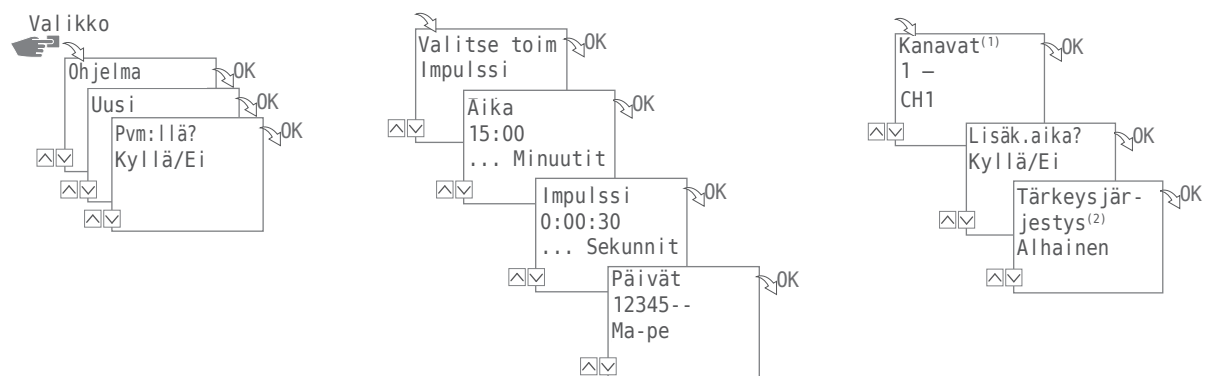 Valikko
Ohjelma
OK
Uusi
OK
Pvm:llä?
OK
Kyllä/Ei
Valitse toim
OK
Impulssi
Aika
OK
15:00
... Minuutit
Impulssi
OK
0:00:30
... Sekunnit
Päivät
OK
12345--
Ma-pe
Kanavat(1)
OK
1 –
CH1
Lisäk.aika?
OK
Kyllä/Ei
Tärkeysjär-
OK
jestys(2)
Alhainen